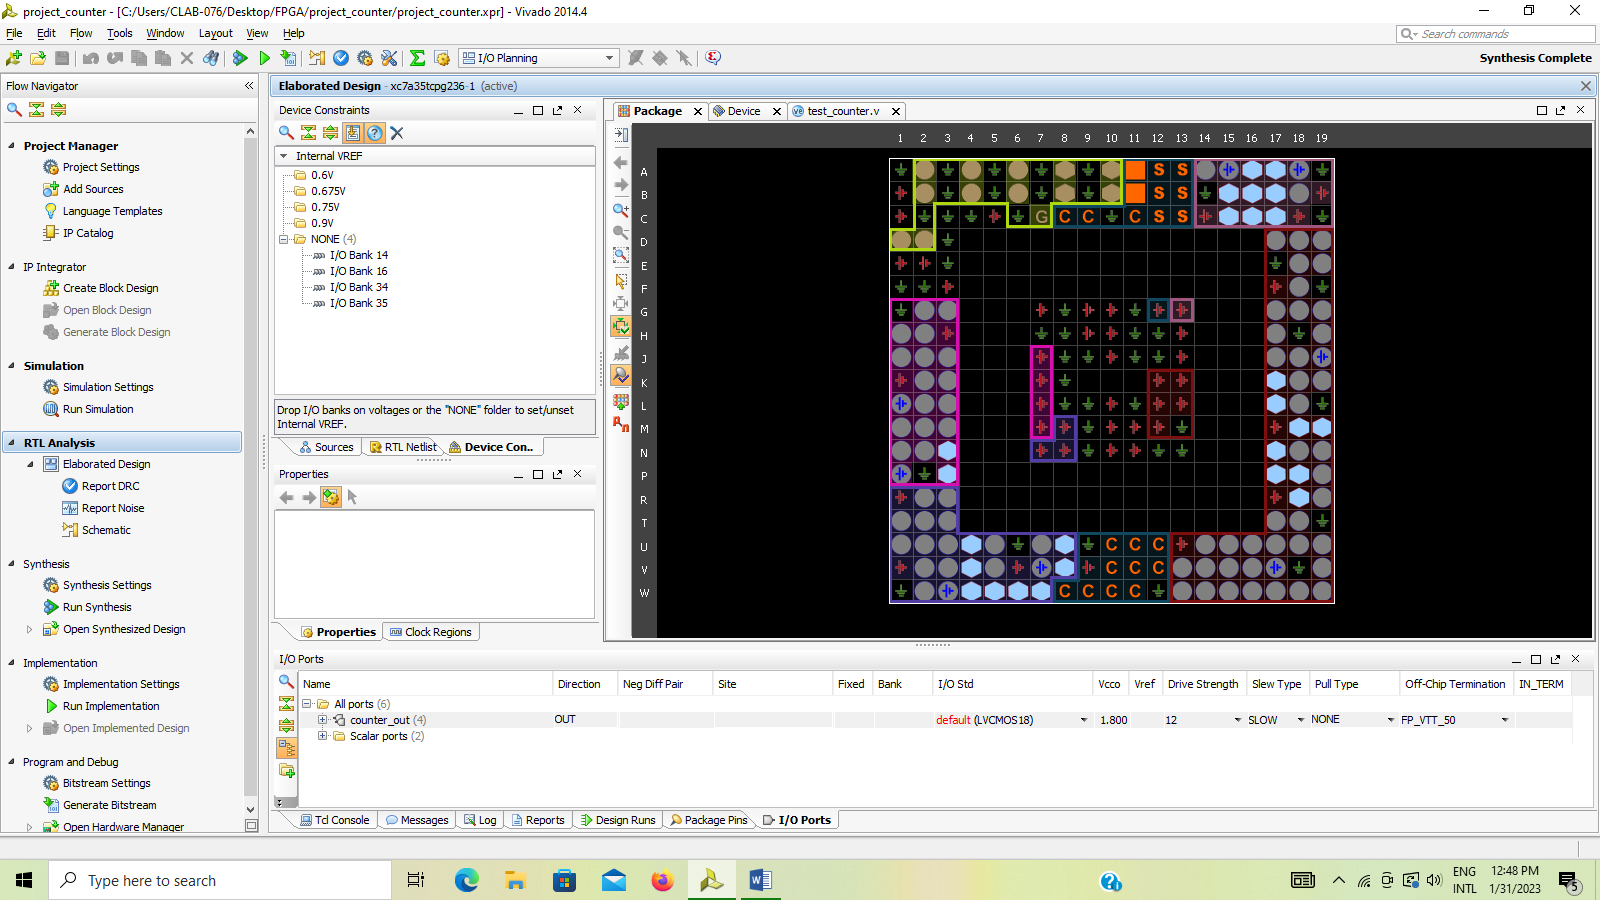 project_counter - [C:/Users/CLAB-076/Desktop/FPGA/project_counter/project_counter.xpr] - Vivado 2014.4
File Edit Flow Tools Window Layout View Help
Search commands
I/O Planning
Synthesis Complete
Flow Navigator
Project Manager
Project Settings
Add Sources
Language Templates
IP Catalog
IP Integrator
Create Block Design
Open Block Design
Generate Block Design
Simulation
Simulation Settings
Run Simulation
RTL Analysis
Elaborated Design
Report DRC
Report Noise
Schematic
Synthesis
Synthesis Settings
Run Synthesis
Open Synthesized Design
Implementation
Implementation Settings
Run Implementation
Open Implemented Design
Program and Debug
Bitstream Settings
Generate Bitstream
Open Hardware Manager
Elaborated Design - xc7a35tcpg236-1 (active)
Device Constraints
Internal VREF
0.6V
0.675V
0.75V
0.9V
NONE (4)
I/O Bank 14
I/O Bank 16
I/O Bank 34
I/O Bank 35
Drop I/O banks on voltages or the "NONE" folder to set/unset
Internal VREF.
Sources RTL Netlist Device Con..
Properties
Properties Clock Regions
Package Device test_counter.v
1 2 3 4 5 6 7 8 9 10 11 12 13 14 15 16 17 18 19
A S S
B S S
C G C C C S S
D
E
F
G
H
J
K
L
M
N
P
R
T
U C C C
V C C C
W C C C C
I/O Ports
Name Direction Neg Diff Pair Site Fixed Bank I/O Std Vcco Vref Drive Strength Slew Type Pull Type Off-Chip Termination IN_TERM
All ports (6)
counter_out (4) OUT default (LVCMOS18) 1.800 12 SLOW NONE FP_VTT_50
Scalar ports (2)
Tcl Console Messages Log Reports Design Runs Package Pins I/O Ports
Type here to search
ENG
INTL
12:48 PM
1/31/2023
5